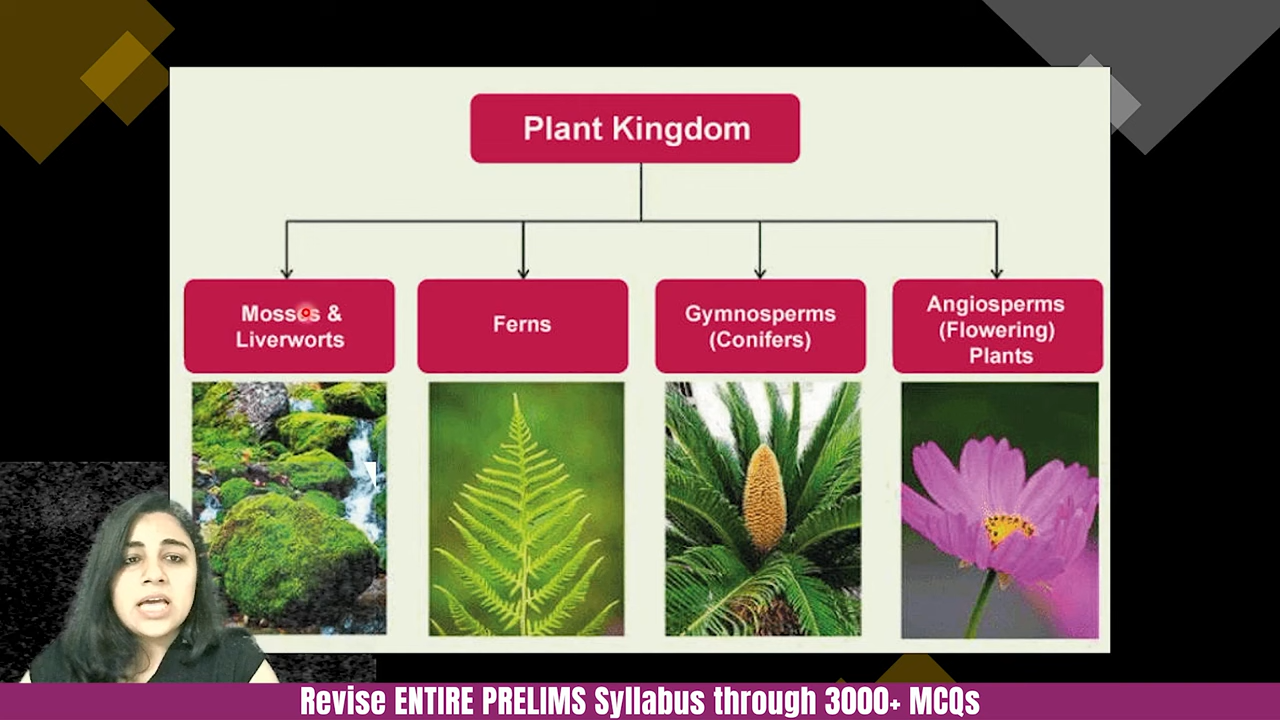 Plant Kingdom
Mosses &
Liverworts
Ferns
Gymnosperms
(Conifers)
Angiosperms
(Flowering)
Plants
Revise ENTIRE PRELIMS Syllabus through 3000+ MCQs